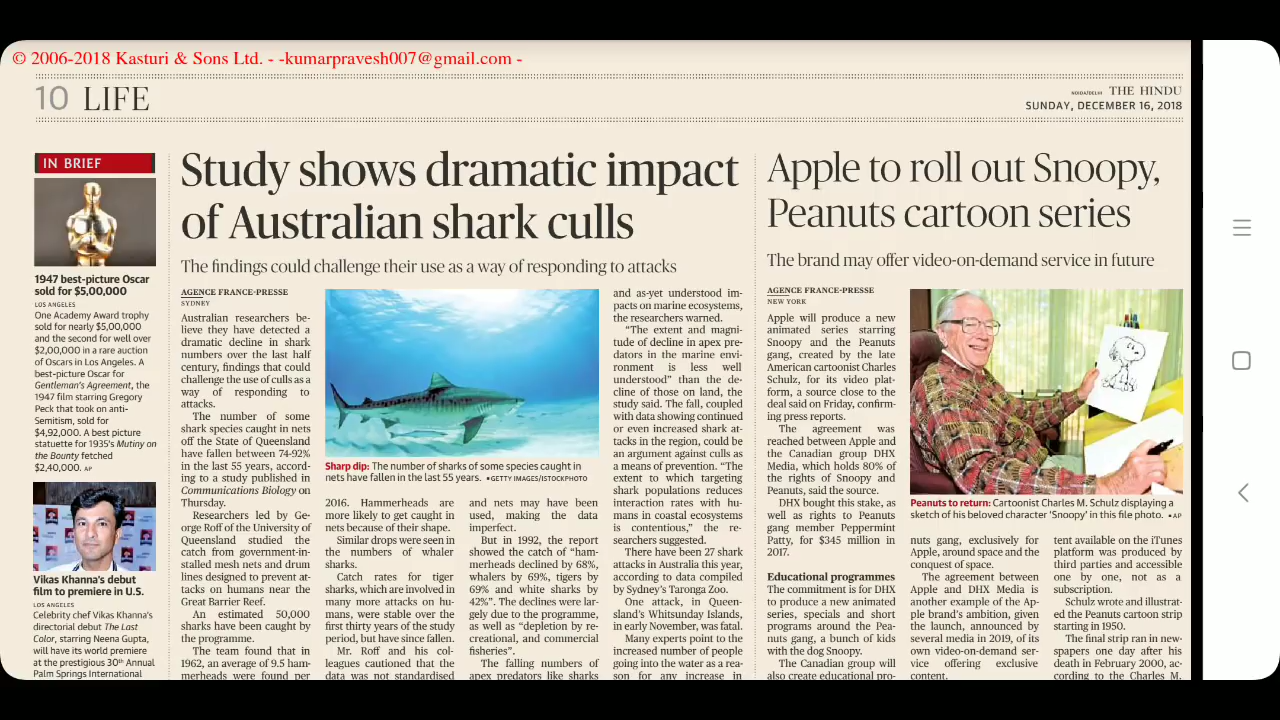 © 2006-2018 Kasturi & Sons Ltd. - -kumarpravesh007@gmail.com -
10 LIFE
NOIDA/DELHI THE HINDU
SUNDAY, DECEMBER 16, 2018
IN BRIEF
1947 best-picture Oscar
sold for $5,00,000
LOS ANGELES
One Academy Award trophy
sold for nearly $5,00,000
and the second for well over
$2,00,000 in a rare auction
of Oscars in Los Angeles. A
best-picture Oscar for
Gentleman's Agreement, the
1947 film starring Gregory
Peck that took on anti-
Semitism, sold for
$4,92,000. A best picture
statuette for 1935's Mutiny on
the Bounty fetched
$2,40,000. AP
Vikas Khanna's debut
film to premiere in U.S.
LOS ANGELES
Celebrity chef Vikas Khanna's
directorial debut The Last
Color, starring Neena Gupta,
will have its world premiere
at the prestigious 30th Annual
Palm Springs International
Study shows dramatic impact
of Australian shark culls
The findings could challenge their use as a way of responding to attacks
AGENCE FRANCE-PRESSE
SYDNEY
Australian researchers be-
lieve they have detected a
dramatic decline in shark
numbers over the last half
century, findings that could
challenge the use of culls as a
way of responding to
attacks.
The number of some
shark species caught in nets
off the State of Queensland
have fallen between 74-92%
in the last 55 years, accord-
ing to a study published in
Communications Biology on
Thursday.
Researchers led by Ge-
orge Roff of the University of
Queensland studied the
catch from government-in-
stalled mesh nets and drum
lines designed to prevent at-
tacks on humans near the
Great Barrier Reef.
An estimated 50,000
sharks have been caught by
the programme.
The team found that in
1962, an average of 9.5 ham-
merheads were found per
Sharp dip: The number of sharks of some species caught in
nets have fallen in the last 55 years. •GETTY IMAGES/ISTOCKPHOTO
2016. Hammerheads are
more likely to get caught in
nets because of their shape.
Similar drops were seen in
the numbers of whaler
sharks.
Catch rates for tiger
sharks, which are involved in
many more attacks on hu-
mans, were stable over the
first thirty years of the study
period, but have since fallen.
Mr. Roff and his col-
leagues cautioned that the
data was not standardised
and nets may have been
used, making the data
imperfect.
But in 1992, the report
showed the catch of "ham-
merheads declined by 68%,
whalers by 69%, tigers by
69% and white sharks by
42%". The declines were lar-
gely due to the programme,
as well as "depletion by re-
creational, and commercial
fisheries".
The falling numbers of
apex predators like sharks
and as-yet understood im-
pacts on marine ecosystems,
the researchers warned.
"The extent and magni-
tude of decline in apex pre-
dators in the marine envi-
ronment is less well
understood" than the de-
cline of those on land, the
study said. The fall, coupled
with data showing continued
or even increased shark at-
tacks in the region, could be
an argument against culls as
a means of prevention. "The
extent to which targeting
shark populations reduces
interaction rates with hu-
mans in coastal ecosystems
is contentious," the re-
searchers suggested.
There have been 27 shark
attacks in Australia this year,
according to data compiled
by Sydney's Taronga Zoo.
One attack, in Queen-
sland's Whitsunday Islands,
in early November, was fatal.
Many experts point to the
increased number of people
going into the water as a rea-
son for any increase in
Apple to roll out Snoopy,
Peanuts cartoon series
The brand may offer video-on-demand service in future
AGENCE FRANCE-PRESSE
NEW YORK
Apple will produce a new
animated series starring
Snoopy and the Peanuts
gang, created by the late
American cartoonist Charles
Schulz, for its video plat-
form, a source close to the
deal said on Friday, confirm-
ing press reports.
The agreement was
reached between Apple and
the Canadian group DHX
Media, which holds 80% of
the rights of Snoopy and
Peanuts, said the source.
DHX bought this stake, as
well as rights to Peanuts
gang member Peppermint
Patty, for $345 million in
2017.
Educational programmes
The commitment is for DHX
to produce a new animated
series, specials and short
programs around the Pea-
nuts gang, a bunch of kids
with the dog Snoopy.
The Canadian group will
also create educational pro-
Peanuts to return: Cartoonist Charles M. Schulz displaying a
sketch of his beloved character 'Snoopy' in this file photo. •AP
nuts gang, exclusively for
Apple, around space and the
conquest of space.
The agreement between
Apple and DHX Media is
another example of the Ap-
ple brand's ambition, given
the launch, announced by
several media in 2019, of its
own video-on-demand ser-
vice offering exclusive
content.
tent available on the iTunes
platform was produced by
third parties and accessible
one by one, not as a
subscription.
Schulz wrote and illustrat-
ed the Peanuts cartoon strip
starting in 1950.
The final strip ran in new-
spapers one day after his
death in February 2000, ac-
cording to the Charles M.